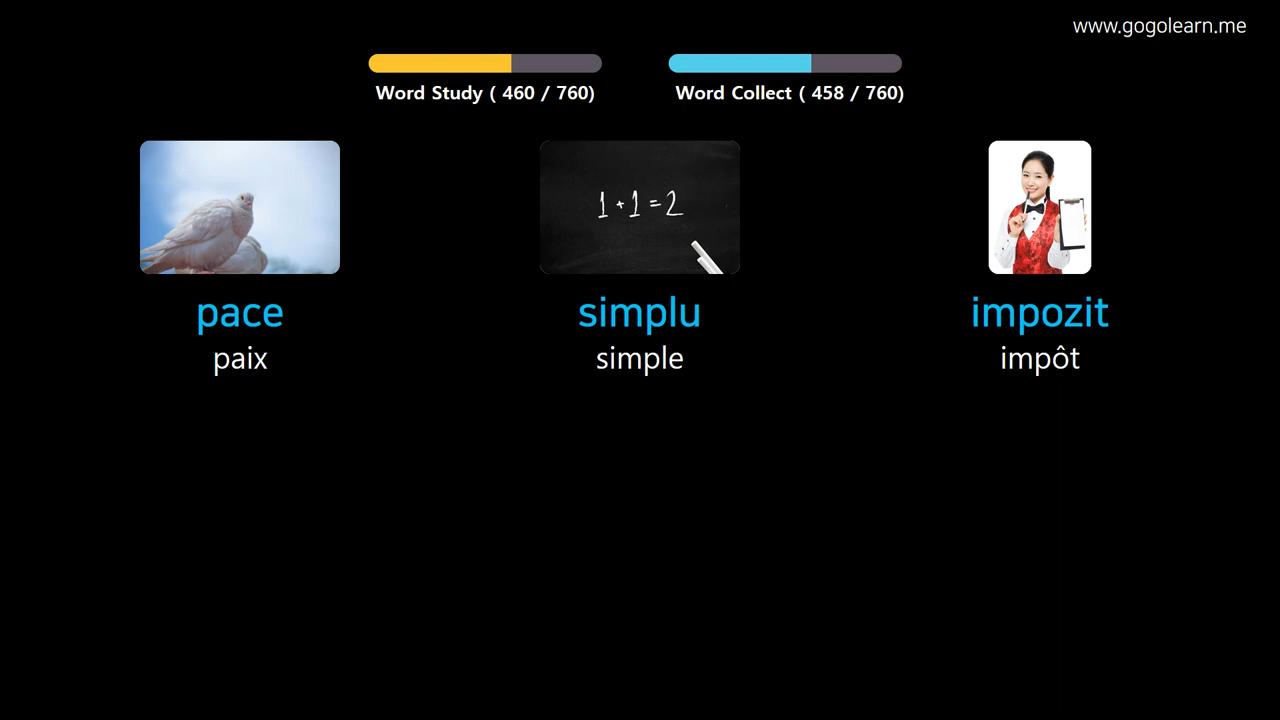 www.gogolearn.me
Word Study ( 460 / 760)
Word Collect ( 458 / 760)
1 + 1 = 2
pace
simplu
impozit
paix
simple
impôt